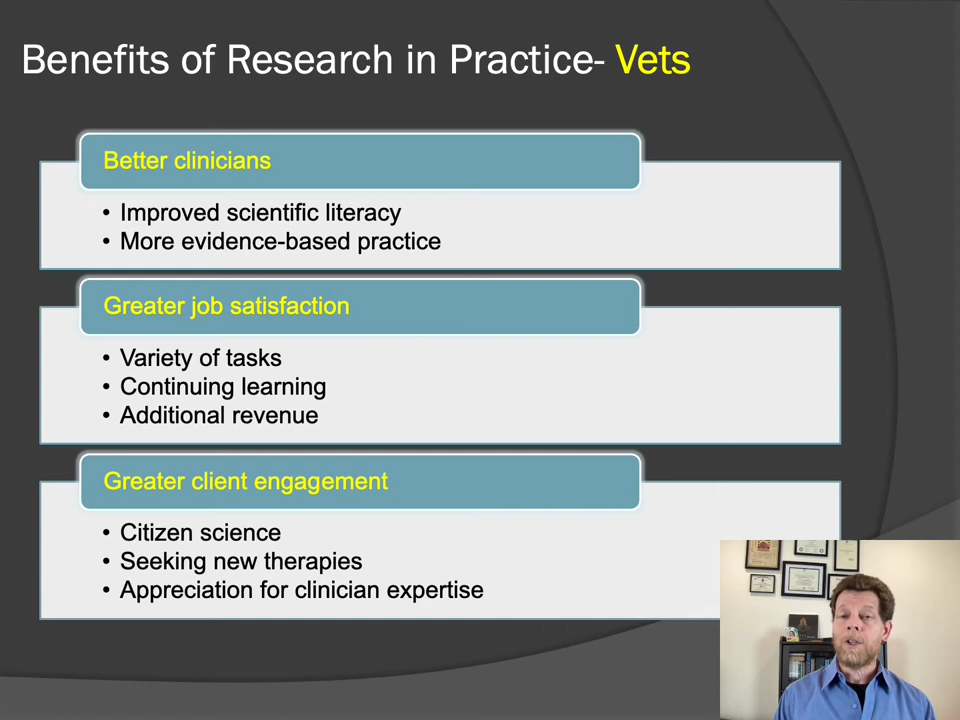 Benefits of Research in Practice- Vets
Better clinicians
• Improved scientific literacy
• More evidence-based practice
Greater job satisfaction
• Variety of tasks
• Continuing learning
• Additional revenue
Greater client engagement
• Citizen science
• Seeking new therapies
• Appreciation for clinician expertise